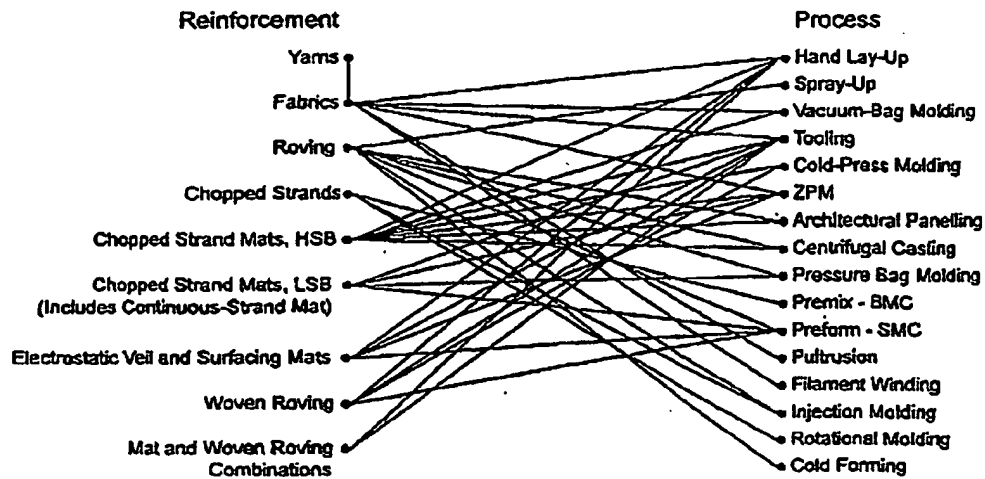 Reinforcement
Yarns
Fabrics
Roving
Chopped Strands
Chopped Strand Mats, HSB
Chopped Strand Mats, LSB
(Includes Continuous-Strand Mat)
Electrostatic Veil and Surfacing Mats
Woven Roving
Mat and Woven Roving
Combinations
Process
Hand Lay-Up
Spray-Up
Vacuum-Bag Molding
Tooling
Cold-Press Molding
ZPM
Architectural Panelling
Centrifugal Casting
Pressure Bag Molding
Premix - BMC
Preform - SMC
Pultrusion
Filament Winding
Injection Molding
Rotational Molding
Cold Forming